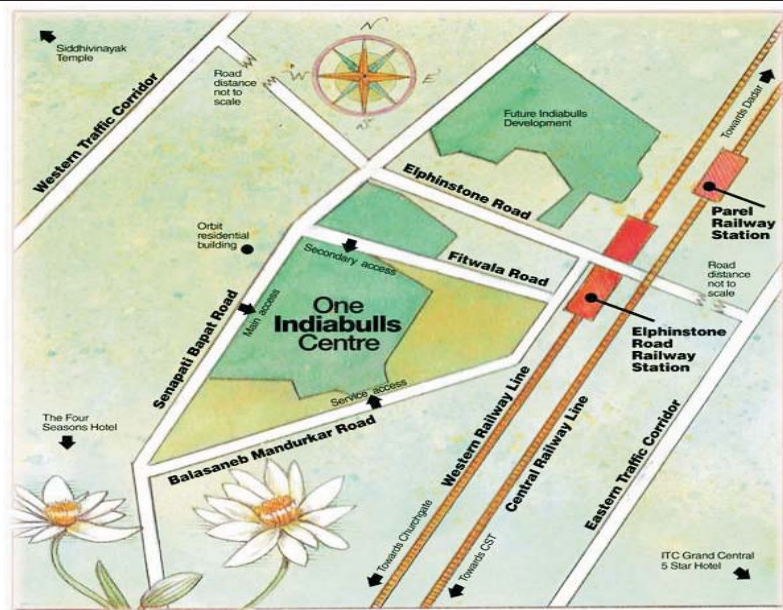 N
W
E
S
Siddhivinayak
Temple
Road
distance
not to
scale
Western Traffic Corridor
Future Indiabulls
Development
Towards Dadar
Elphinstone Road
Parel
Railway
Station
Orbit
residential
building
Secondary access
Fitwala Road
Road
distance
not to
scale
Main access
One
Indiabulls
Centre
Senapati Bapat Road
Elphinstone
Road
Railway
Station
Service access
The Four
Seasons Hotel
Balasaneb Mandurkar Road
Western Railway Line
Central Railway Line
Eastern Traffic Corridor
Towards Churchgate
Towards CST
ITC Grand Central
5 Star Hotel